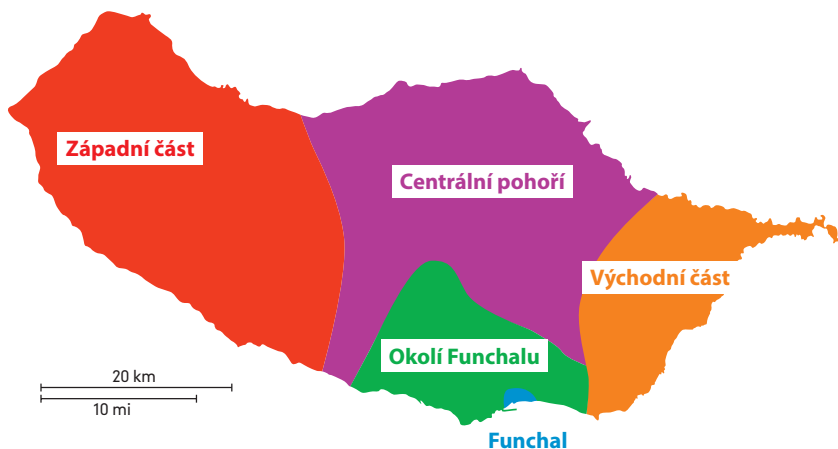 Západní část
Centrální pohoří
Východní část
Okolí Funchalu
20 km
10 mi
Funchal